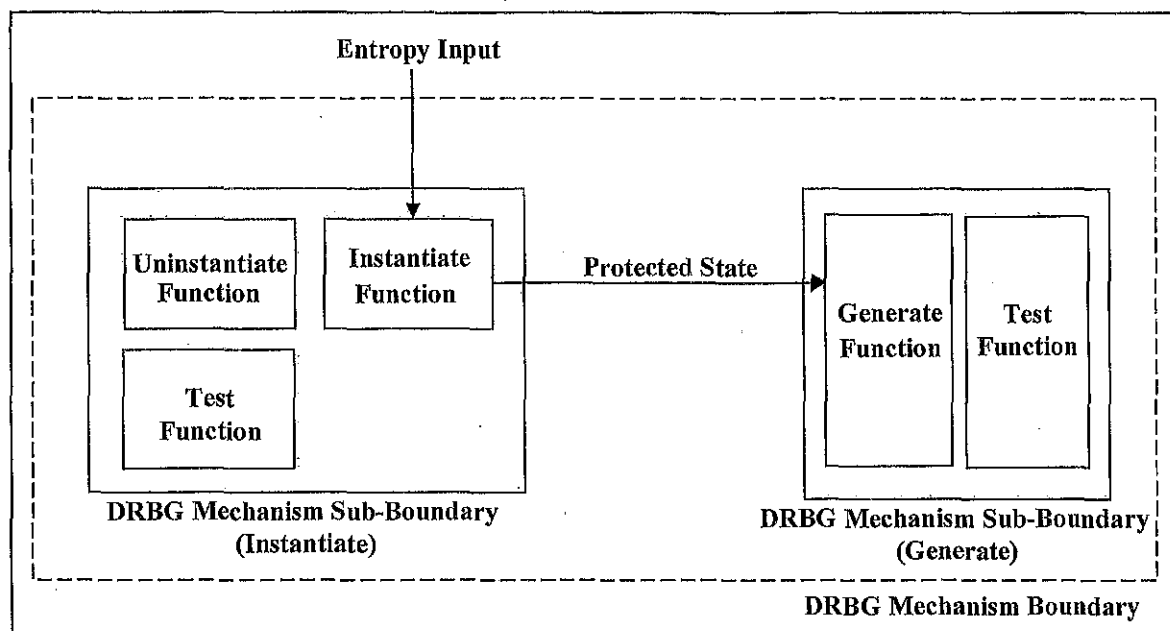 Entropy Input
Uninstantiate
Function
Instantiate
Function
Test
Function
DRBG Mechanism Sub-Boundary
(Instantiate)
Protected State
Generate
Function
Test
Function
DRBG Mechanism Sub-Boundary
(Generate)
DRBG Mechanism Boundary